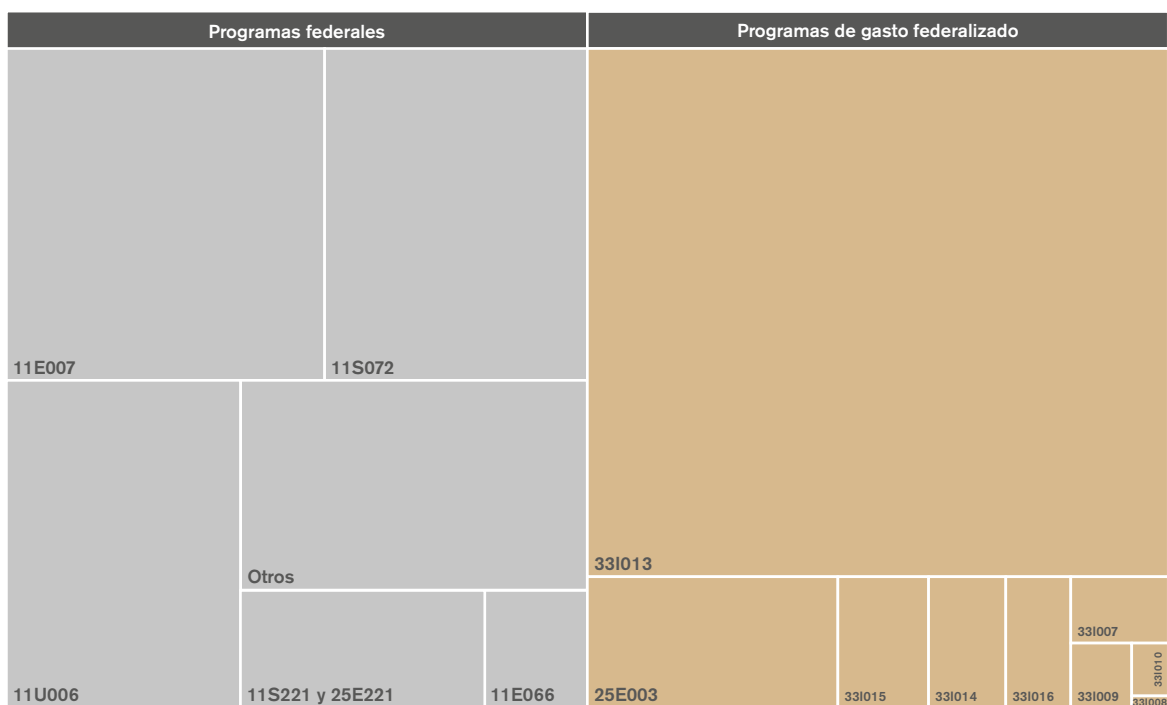 Programas federales
Programas de gasto federalizado
11E007
11S072
33I013
Otros
33I007
11U006
11S221 y 25E221
11E066
25E003
33I015
33I014
33I016
33I009
33I010
33I008